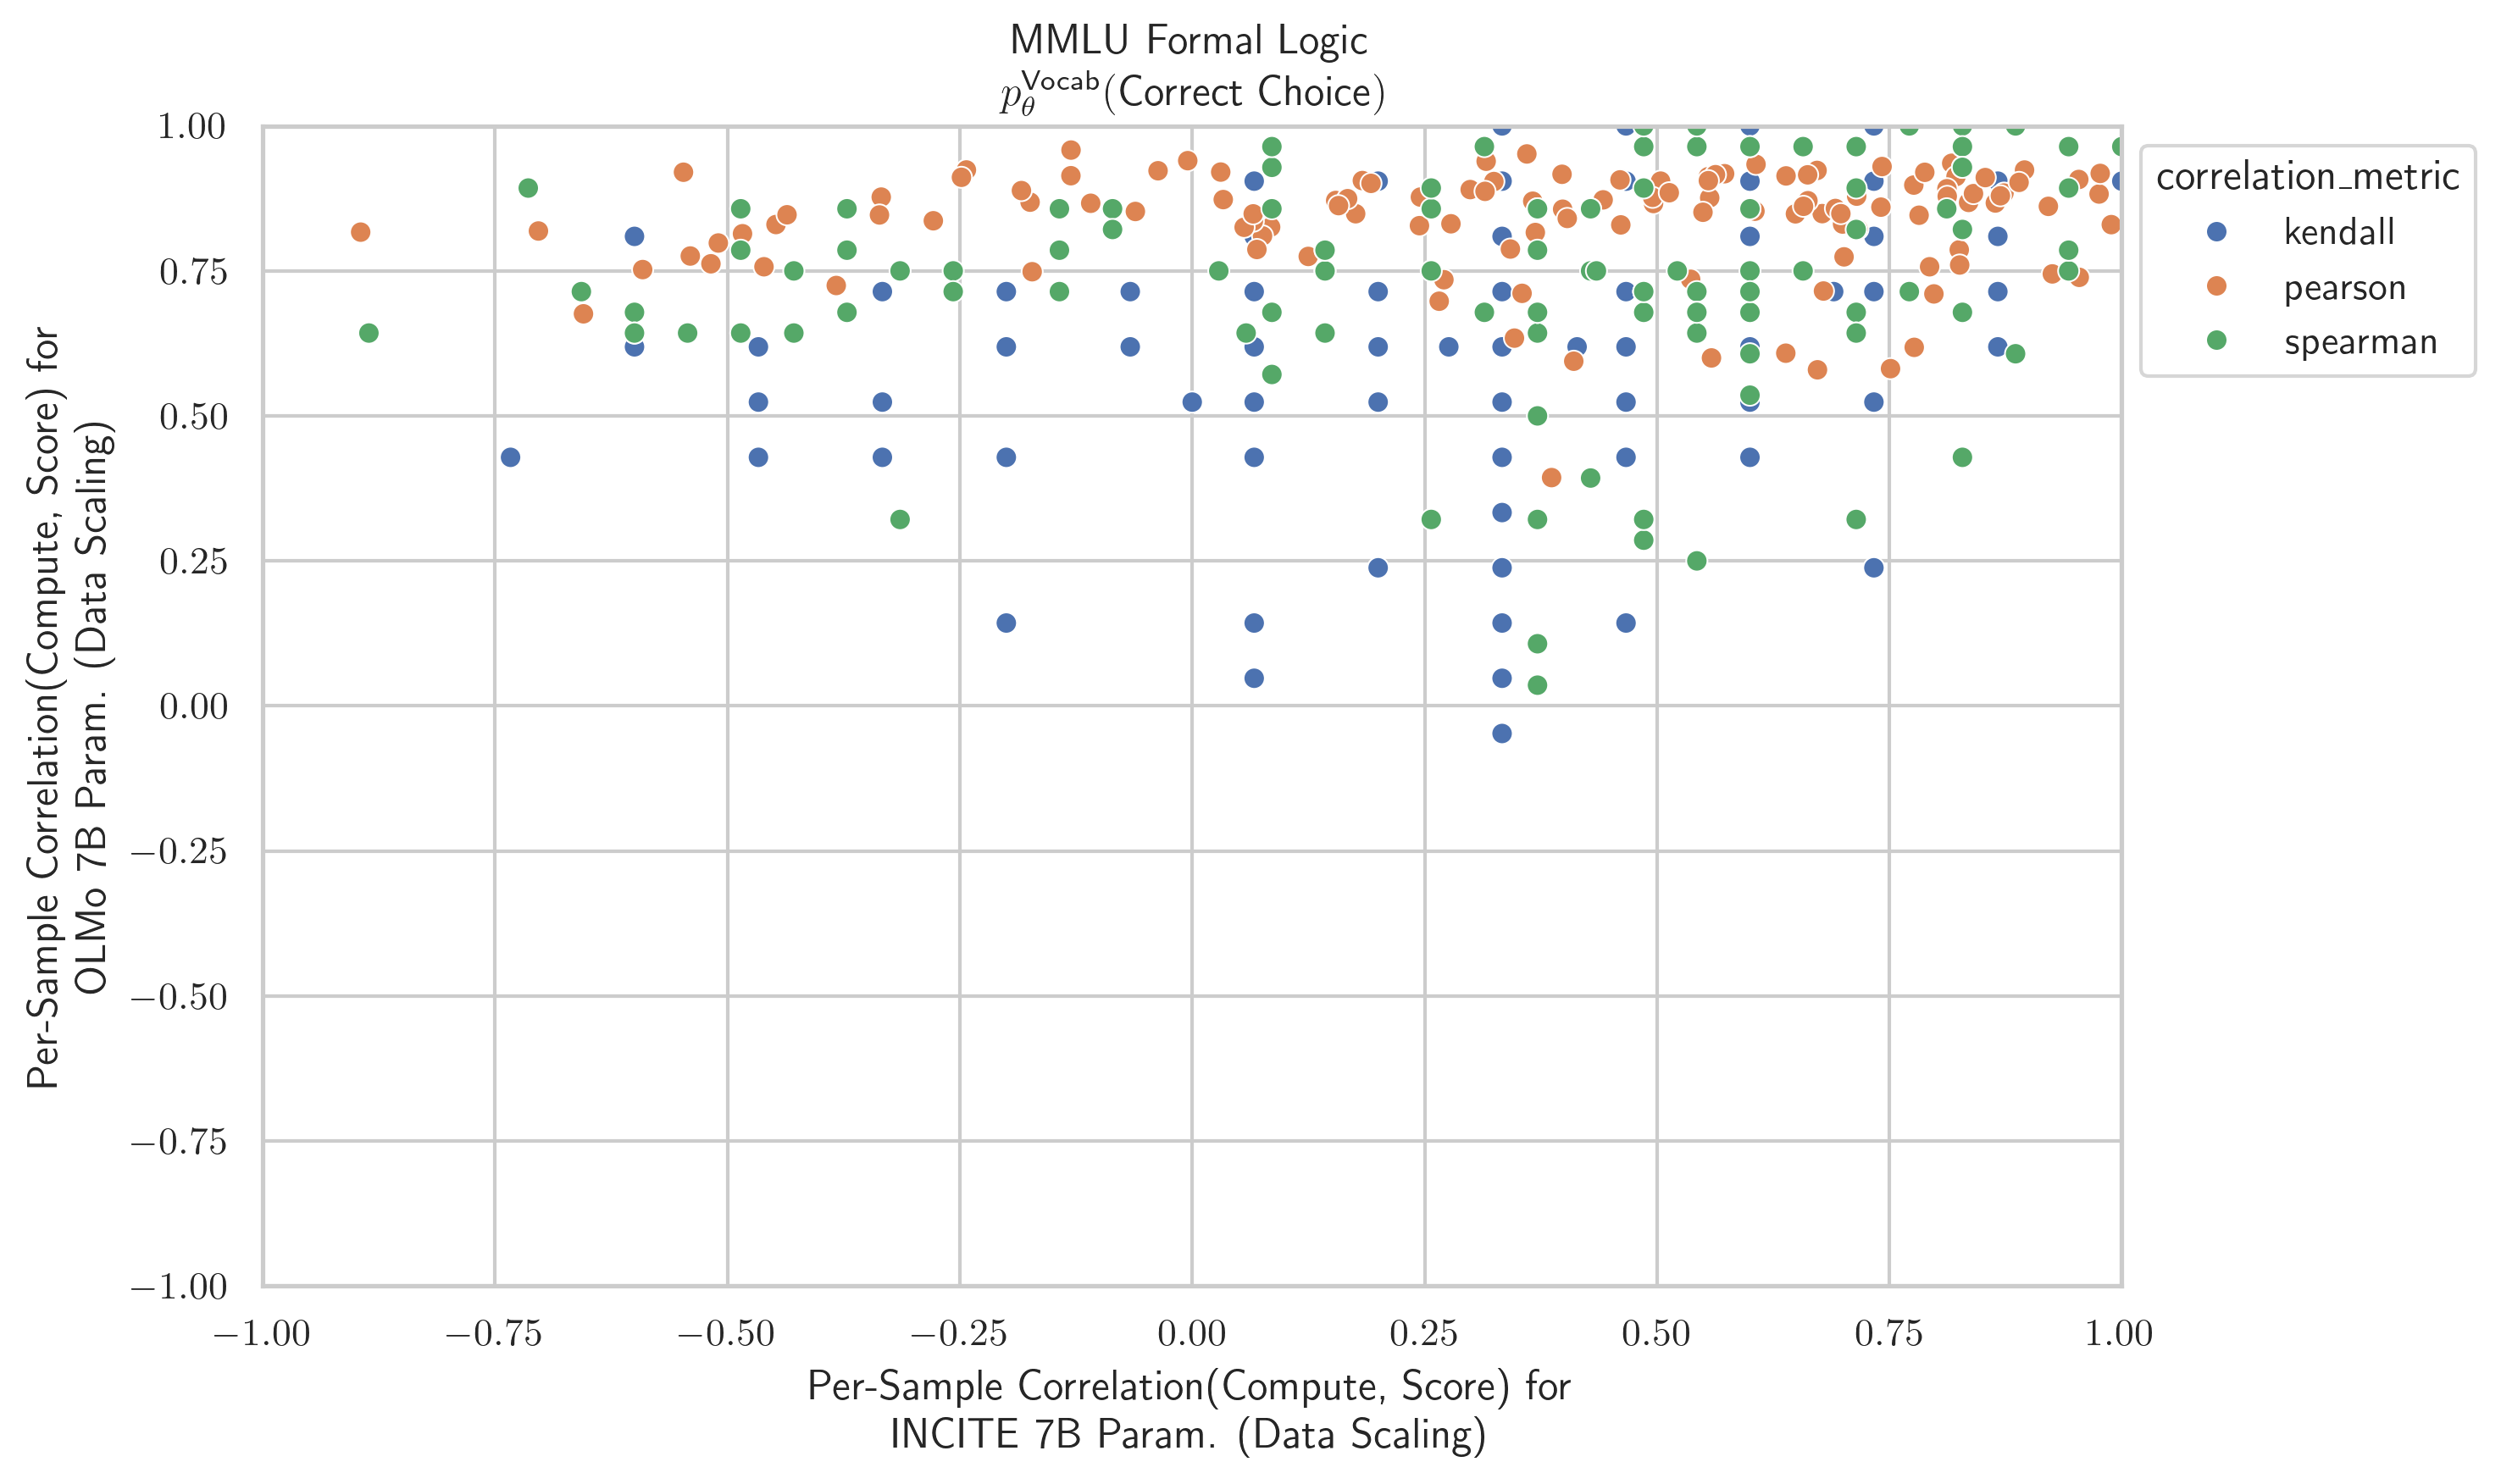 MMLU Formal Logic
p_θ^Vocab(Correct Choice)
1.00
0.75
0.50
0.25
0.00
−0.25
−0.50
−0.75
−1.00
Per-Sample Correlation(Compute, Score) for
OLMo 7B Param. (Data Scaling)
−1.00
−0.75
−0.50
−0.25
0.00
0.25
0.50
0.75
1.00
Per-Sample Correlation(Compute, Score) for
INCITE 7B Param. (Data Scaling)
correlation_metric
kendall
pearson
spearman